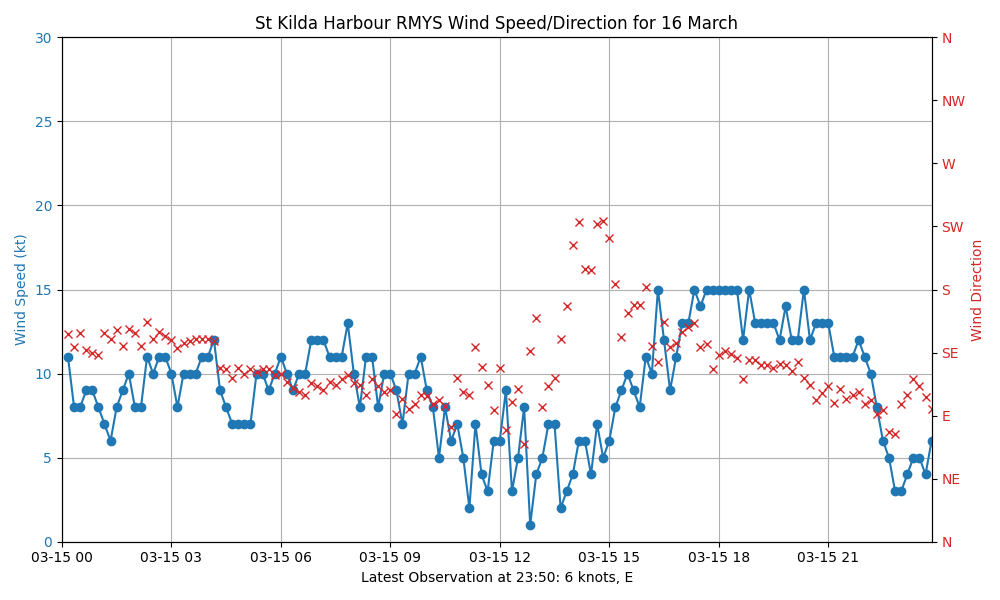 St Kilda Harbour RMYS Wind Speed/Direction for 16 March
30
25
20
15
10
5
0
Wind Speed (kt)
N
NW
W
SW
S
SE
E
NE
N
Wind Direction
03-15 00 03-15 03 03-15 06 03-15 09 03-15 12 03-15 15 03-15 18 03-15 21
Latest Observation at 23:50: 6 knots, E